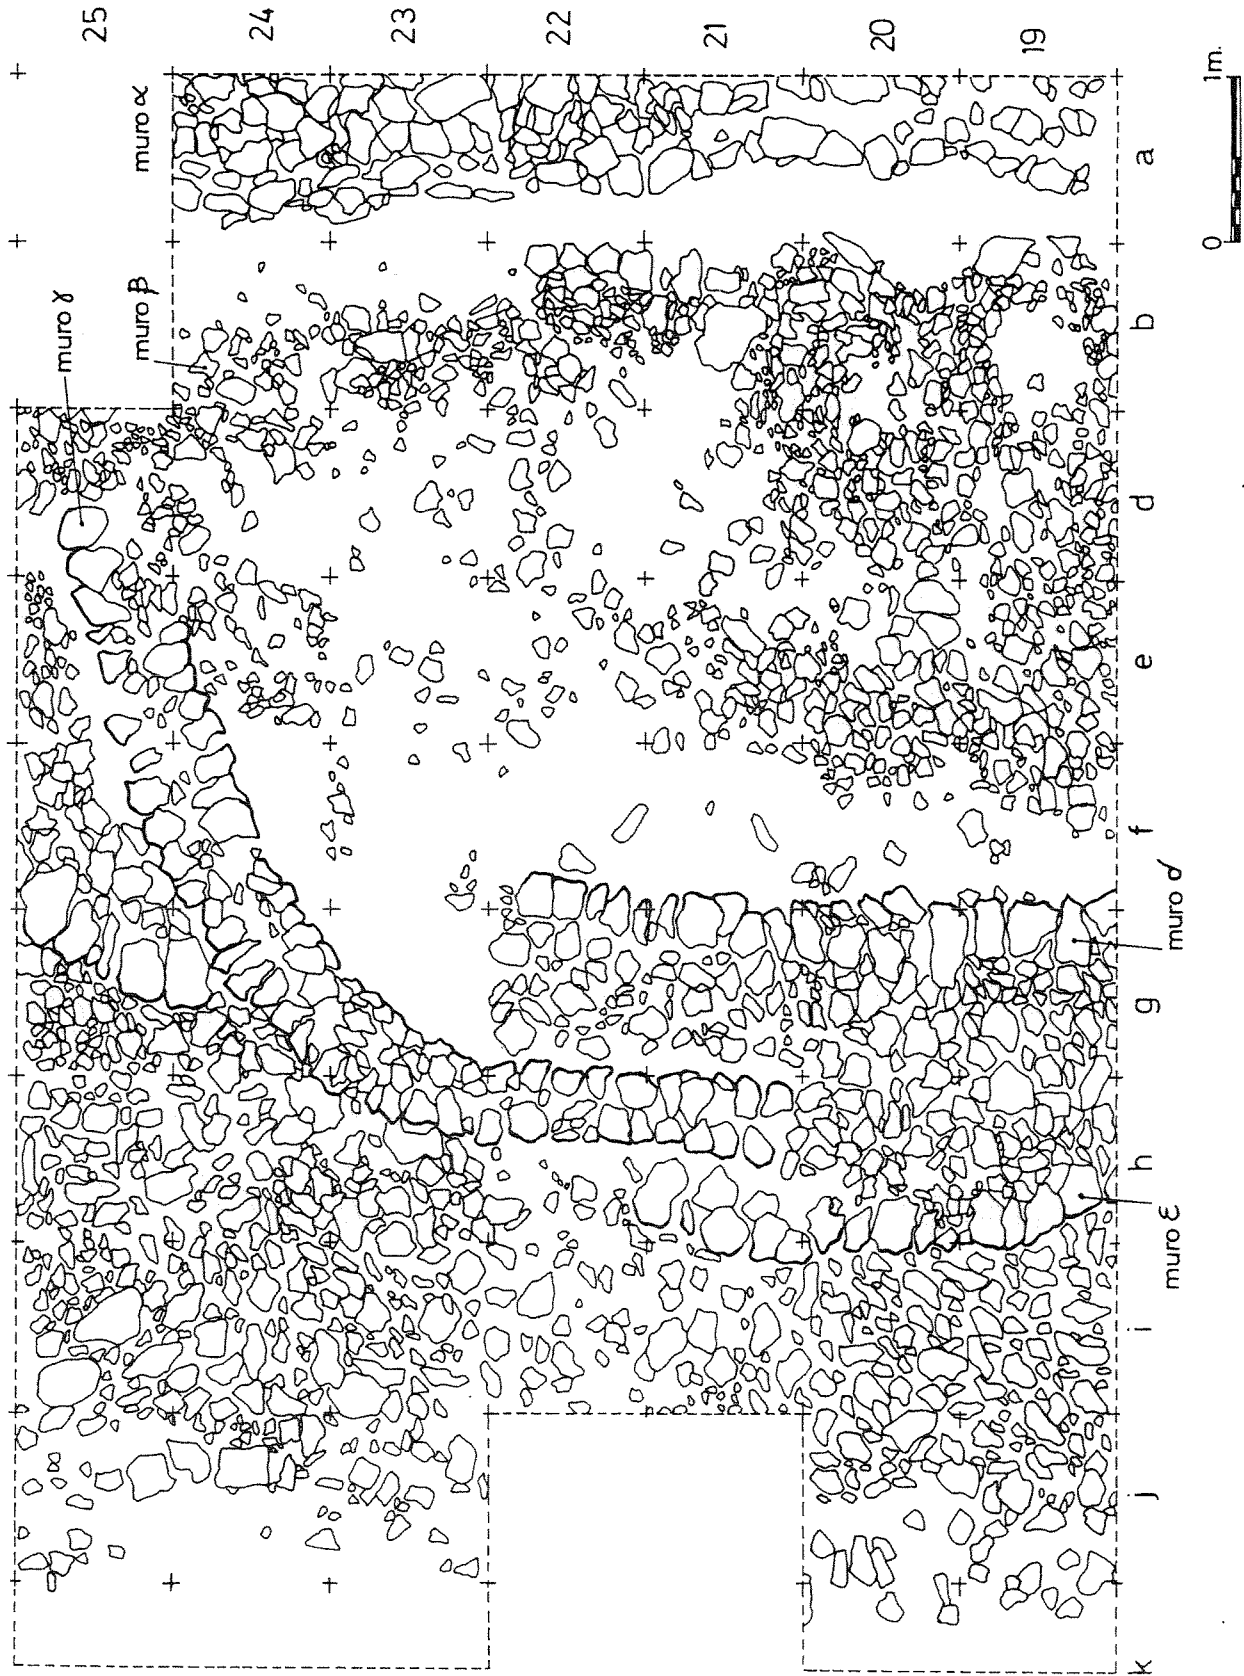 25
24
23
22
21
20
19
muro α
muro β
muro γ
muro δ
muro ε
a
b
d
e
f
g
h
i
j
k
0 1m.